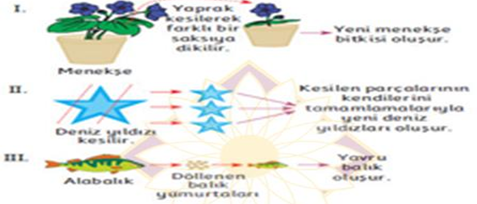 I.
Yaprak
kesilerek
farklı bir
saksıya
dikilir.
Yeni menekşe
bitkisi oluşur.
Menekşe
II.
Deniz yıldızı
kesilir.
Kesilen parçalarının
kendilerini
tamamlamalarıyla
yeni deniz
yıldızları oluşur.
III.
Alabalık
Döllenen
balık
yumurtaları
Yavru
balık
oluşur.